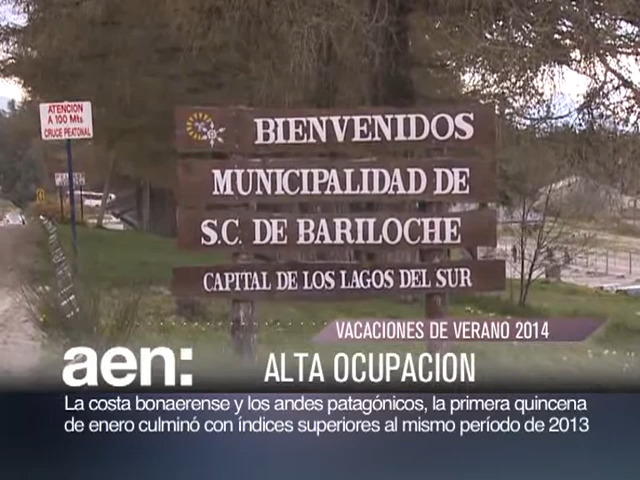 ATENCION
A 100 Mts
CRUCE PEATONAL
BIENVENIDOS
MUNICIPALIDAD DE
S.C. DE BARILOCHE
CAPITAL DE LOS LAGOS DEL SUR
VACACIONES DE VERANO 2014
aen:
ALTA OCUPACION
La costa bonaerense y los andes patagónicos, la primera quincena
de enero culminó con índices superiores al mismo período de 2013